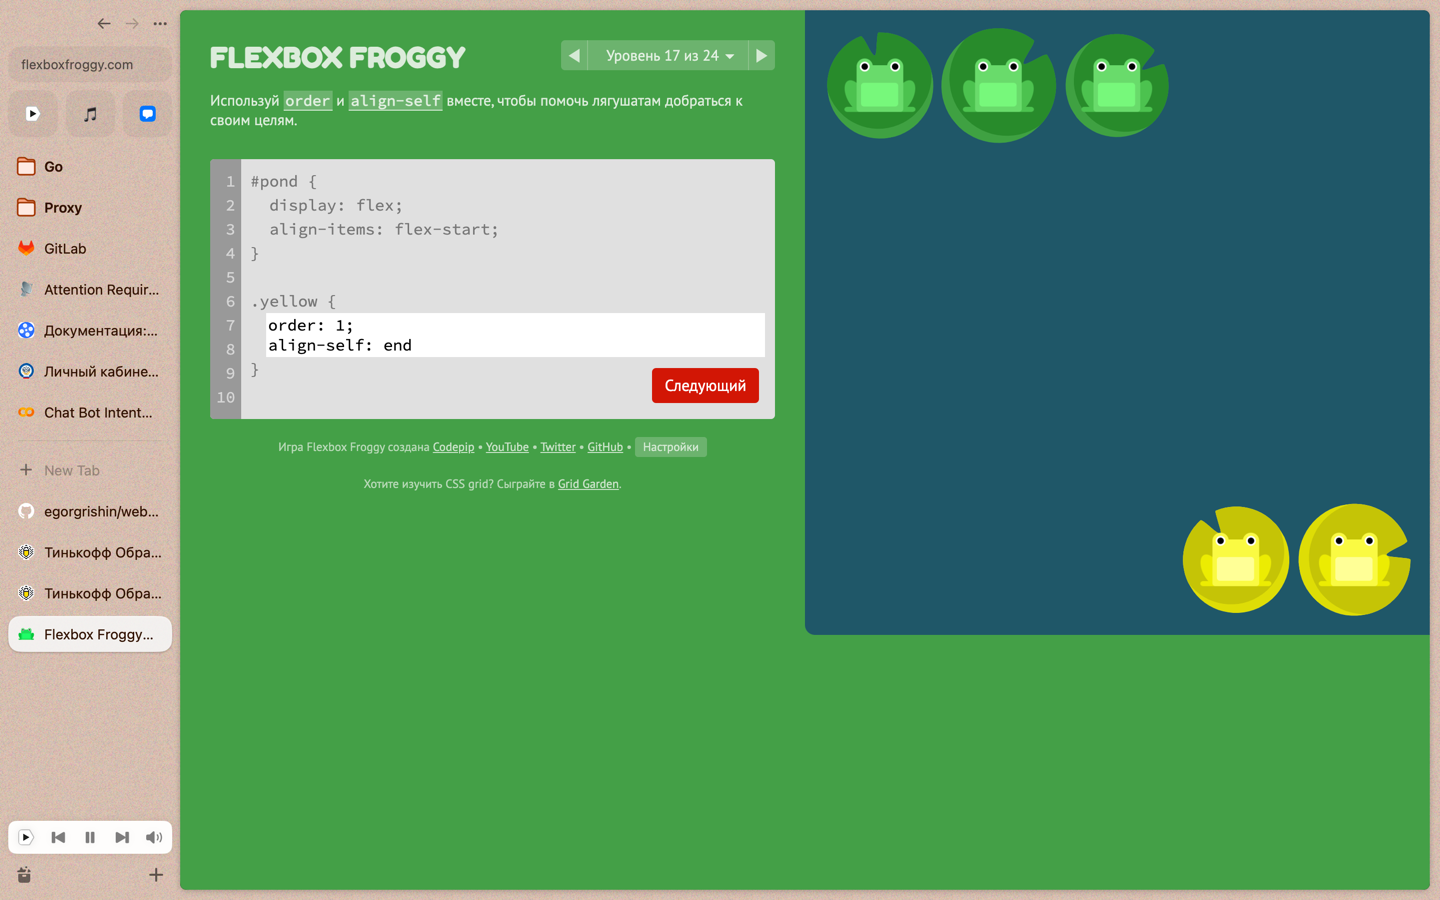 flexboxfroggy.com
Go
Proxy
GitLab
Attention Requir...
Документация:...
Личный кабине...
Chat Bot Intent...
New Tab
egorgrishin/web...
Тинькофф Обра...
Тинькофф Обра...
Flexbox Froggy...
FLEXBOX FROGGY
Уровень 17 из 24
Используй order и align-self вместе, чтобы помочь лягушатам добраться к
своим целям.
1 #pond {
2 display: flex;
3 align-items: flex-start;
4 }
5
6 .yellow {
7 order: 1;
8 align-self: end
9 }
10
Следующий
Игра Flexbox Froggy создана Codepip • YouTube • Twitter • GitHub • Настройки
Хотите изучить CSS grid? Сыграйте в Grid Garden.